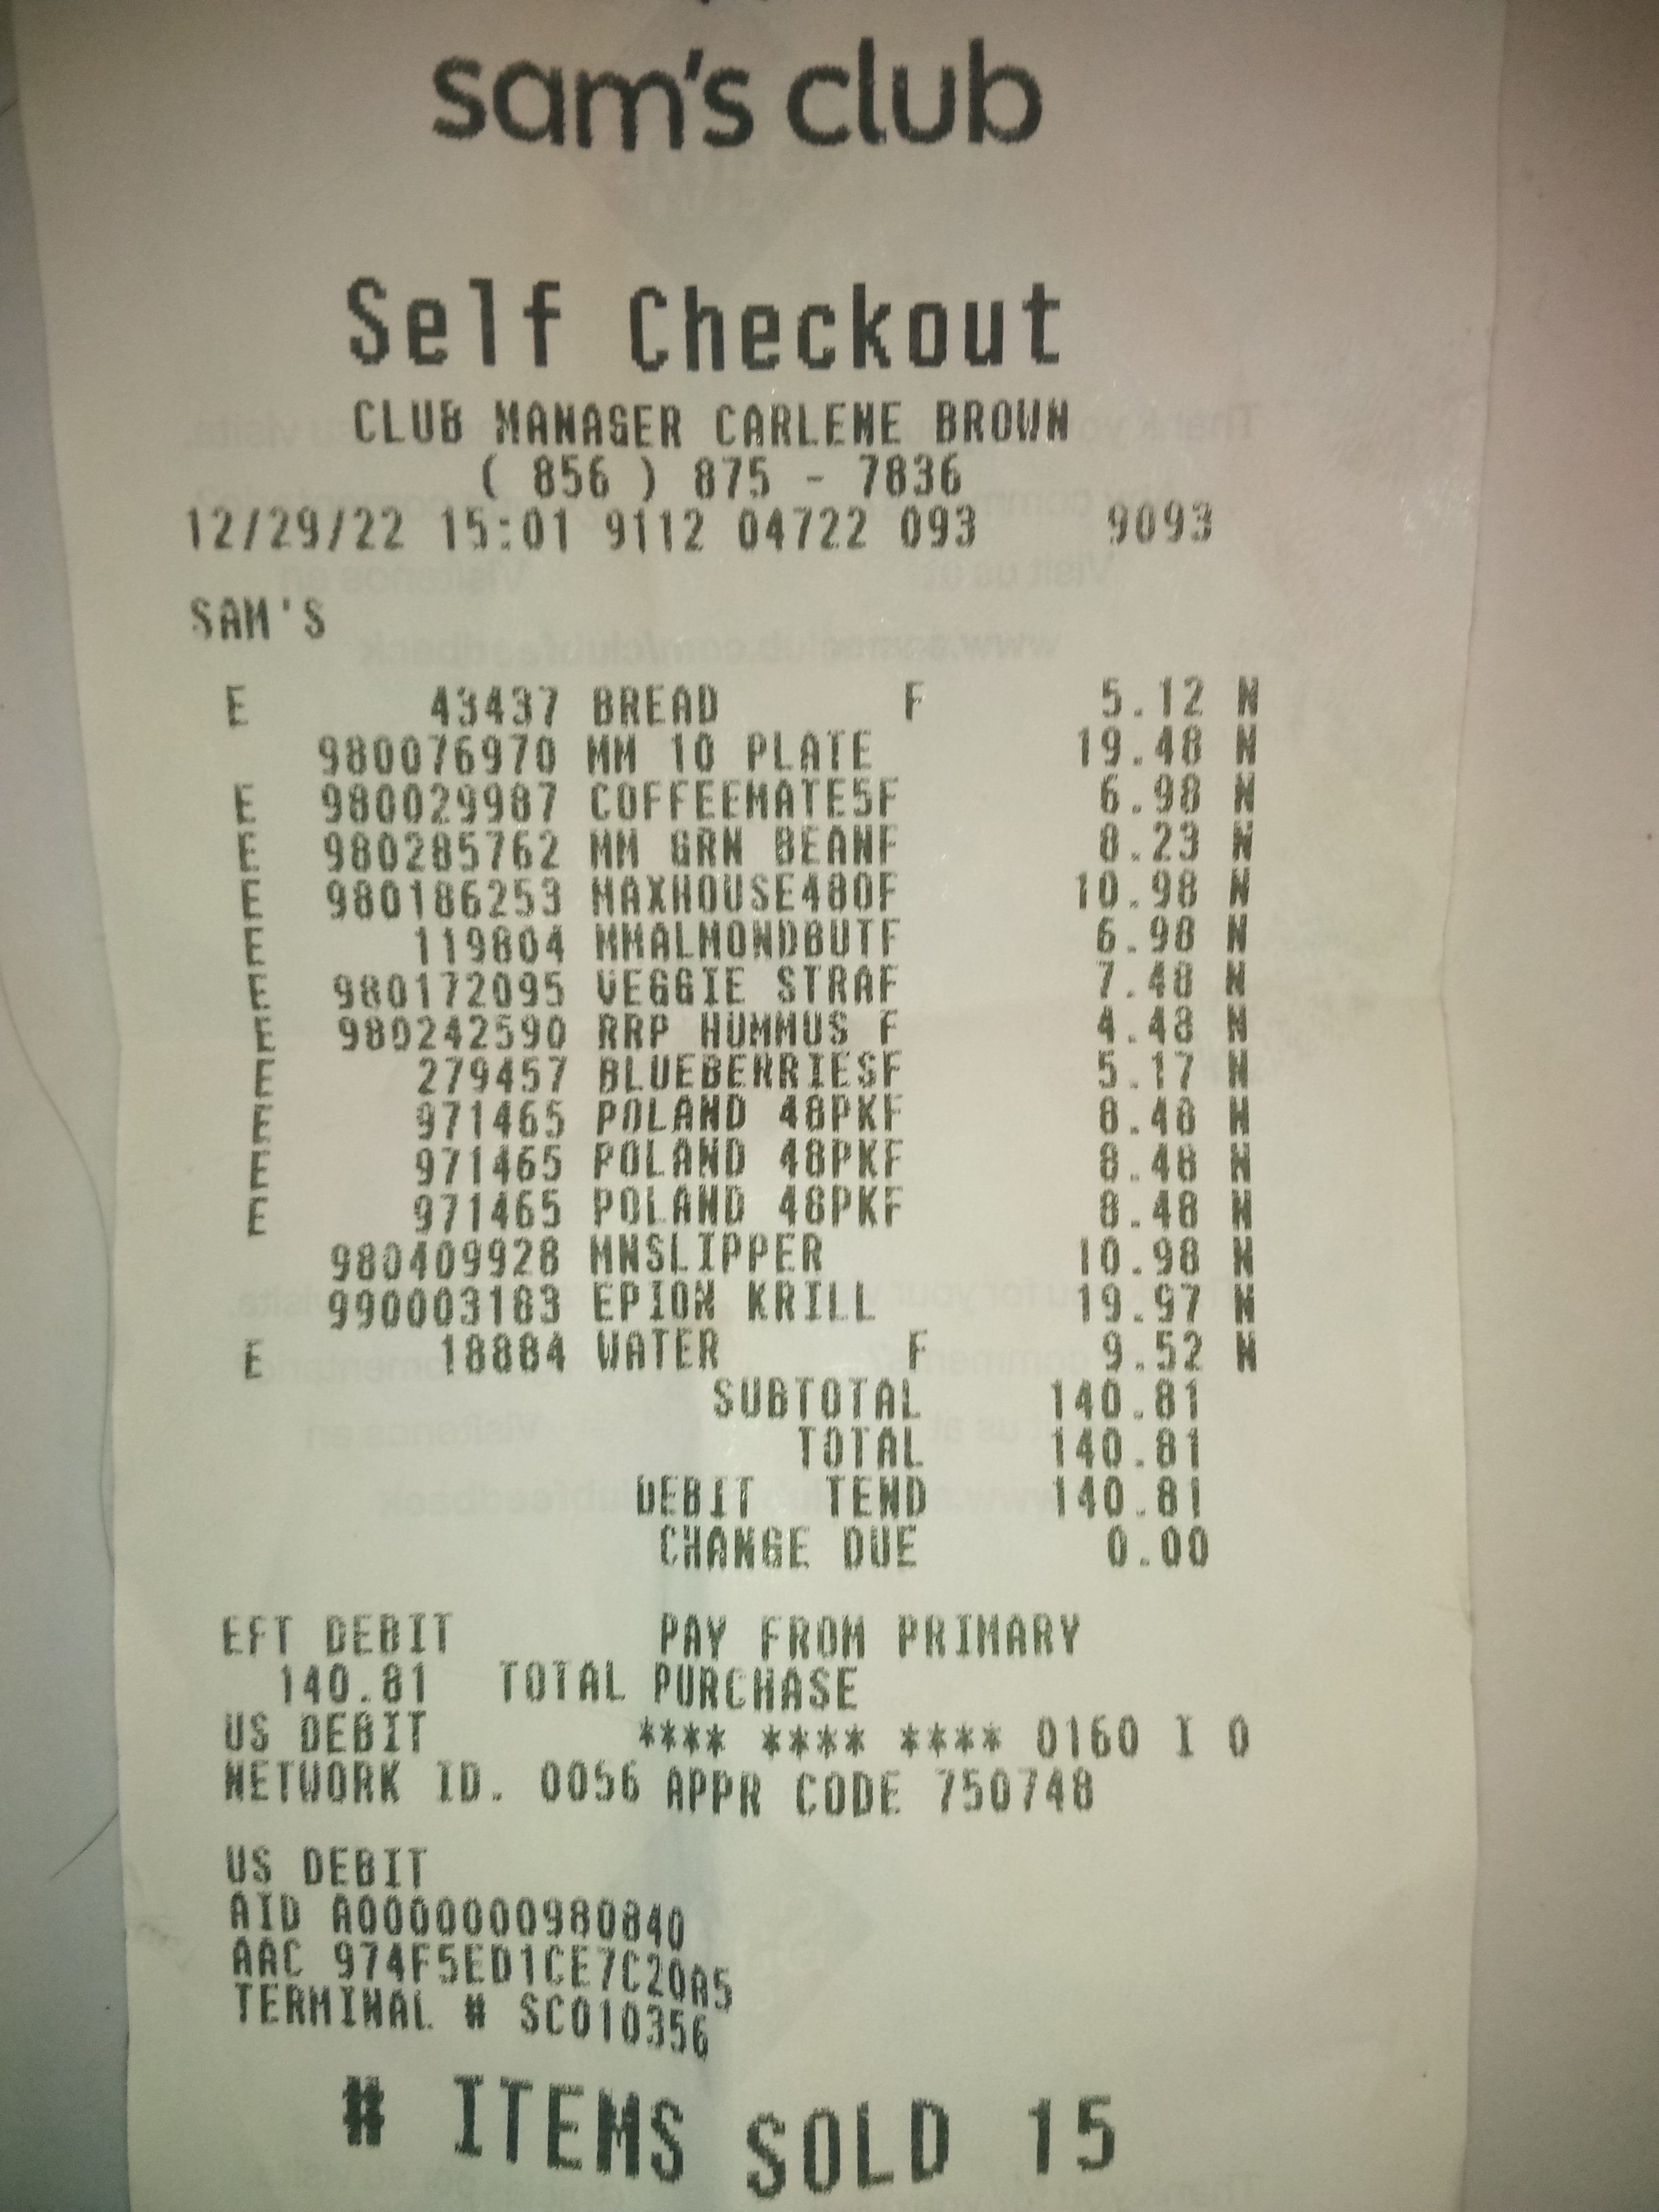 sam's club
Self Checkout
CLUB MANAGER CARLENE BROWN
( 856 ) 875 - 7836
12/29/22 15:01 9112 04722 093 9093
SAM'S
E 43437 BREAD F 5.12 N
980076970 MM 10 PLATE 19.48 N
E 980029987 COFFEEMATE5F 6.98 N
E 980285762 MM GRN BEANF 8.23 N
E 980186253 MAXHOUSE480F 10.98 N
E 119804 MMALMONDBUTF 6.98 N
E 980172095 VEGGIE STRAF 7.48 N
E 980242590 RRP HUMMUS F 4.48 N
E 279457 BLUEBERRIESF 5.17 N
E 971465 POLAND 48PKF 8.48 N
E 971465 POLAND 48PKF 8.48 N
E 971465 POLAND 48PKF 8.48 N
980409928 MNSLIPPER 10.98 N
990003183 EPION KRILL 19.97 N
E 18884 WATER F 9.52 N
SUBTOTAL 140.81
TOTAL 140.81
DEBIT TEND 140.81
CHANGE DUE 0.00
EFT DEBIT PAY FROM PRIMARY
140.81 TOTAL PURCHASE
US DEBIT **** **** **** 0160 I 0
NETWORK ID. 0056 APPR CODE 750748
US DEBIT
AID A0000000980840
AAC 974F5ED1CE7C20A5
TERMINAL # SC010356
# ITEMS SOLD 15